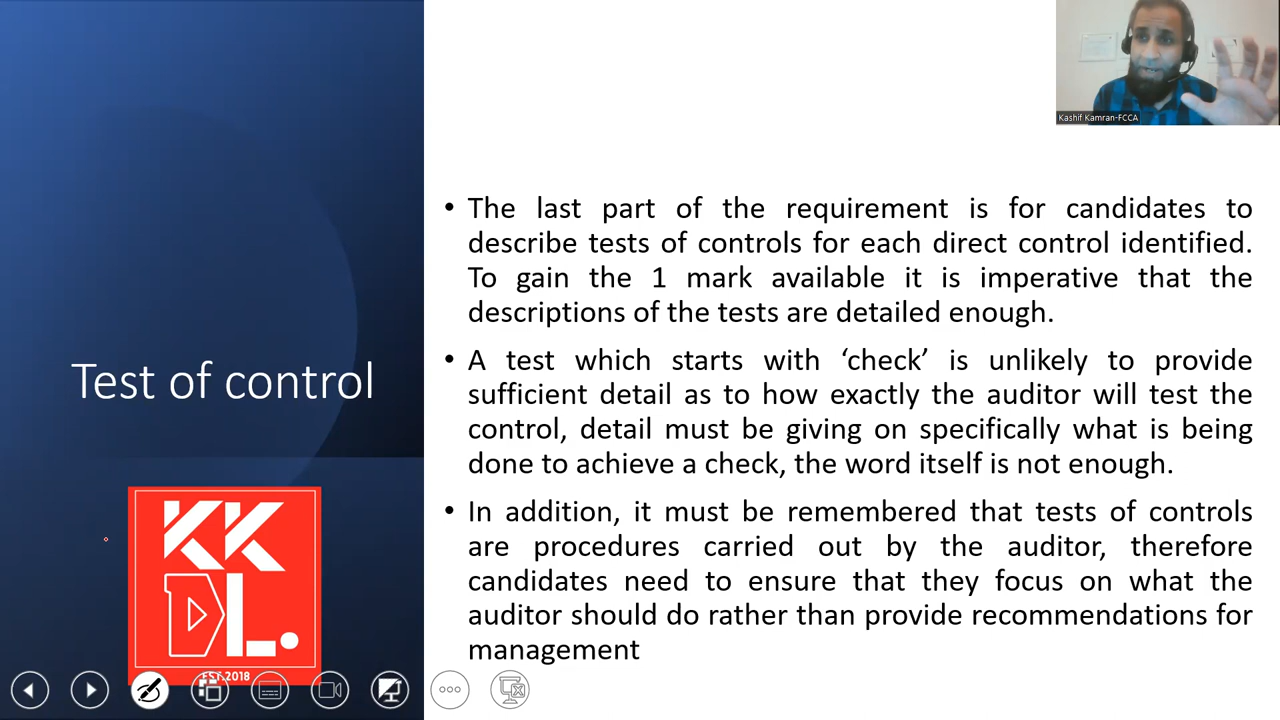 Kashif Kamran-FCCA
Test of control
• The last part of the requirement is for candidates to
describe tests of controls for each direct control identified.
To gain the 1 mark available it is imperative that the
descriptions of the tests are detailed enough.
• A test which starts with ‘check’ is unlikely to provide
sufficient detail as to how exactly the auditor will test the
control, detail must be giving on specifically what is being
done to achieve a check, the word itself is not enough.
• In addition, it must be remembered that tests of controls
are procedures carried out by the auditor, therefore
candidates need to ensure that they focus on what the
auditor should do rather than provide recommendations for
management
KK
DL.
EST.2018